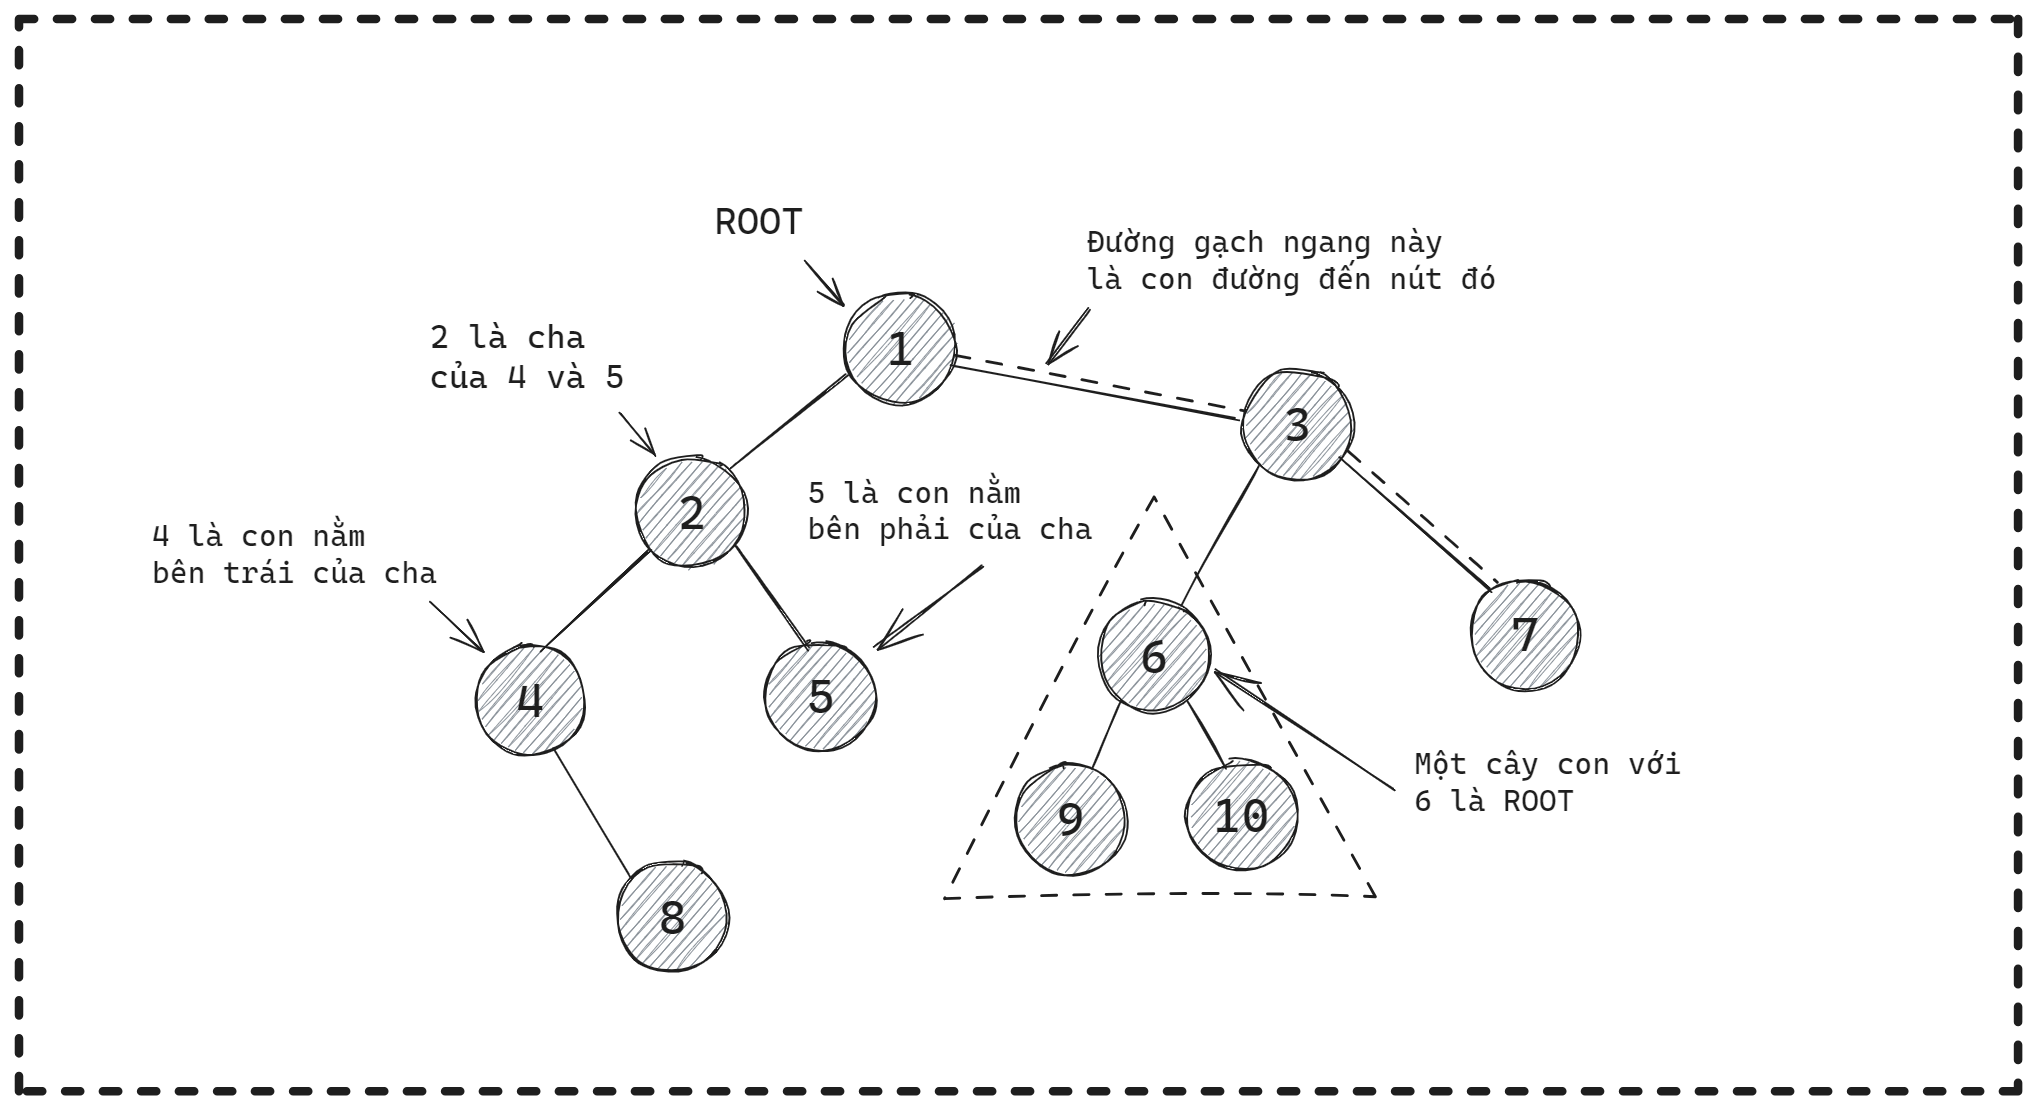 ROOT
Đường gạch ngang này
là con đường đến nút đó
1
2 là cha
của 4 và 5
3
2
5 là con nằm
bên phải của cha
4 là con nằm
bên trái của cha
6
7
4
5
Một cây con với
6 là ROOT
9
10
8